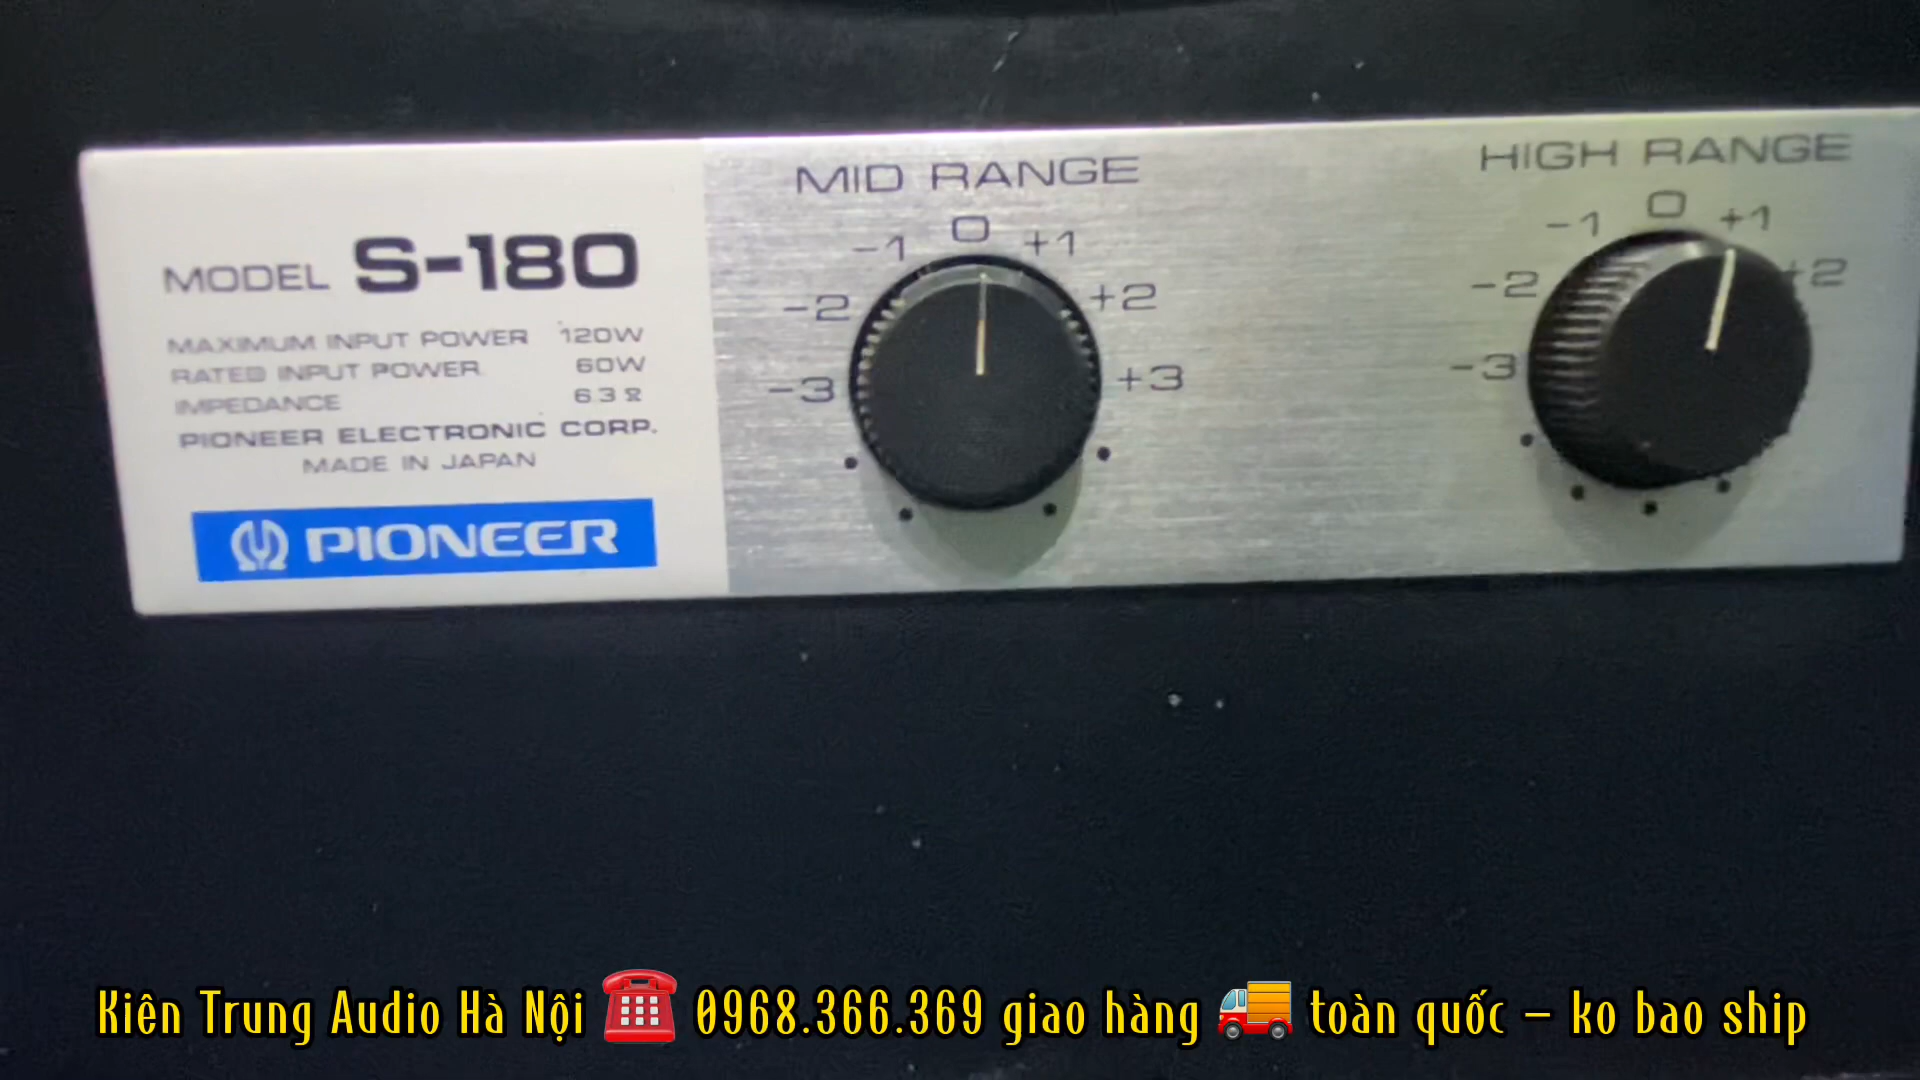 MODEL S-180
MAXIMUM INPUT POWER 120W
RATED INPUT POWER 60W
IMPEDANCE 6.3 Ω
PIONEER ELECTRONIC CORP.
MADE IN JAPAN
PIONEER
MID RANGE
0
-1 +1
-2 +2
-3 +3
HIGH RANGE
0
-1 +1
-2 +2
-3
Kiên Trung Audio Hà Nội ☎️ 0968.366.369 giao hàng 🚚 toàn quốc – ko bao ship